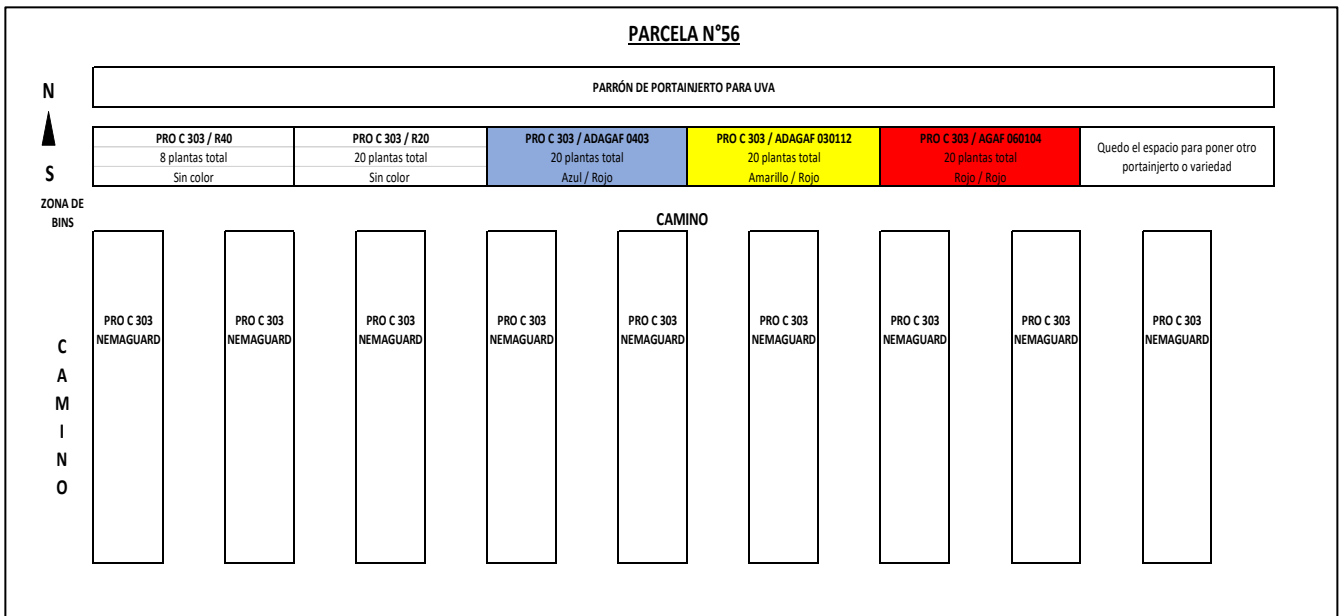 PARCELA N°56
N
S
PARRÓN DE PORTAINJERTO PARA UVA
PRO C 303 / R40
8 plantas total
Sin color
PRO C 303 / R20
20 plantas total
Sin color
PRO C 303 / ADAGAF 0403
20 plantas total
Azul / Rojo
PRO C 303 / ADAGAF 030112
20 plantas total
Amarillo / Rojo
PRO C 303 / AGAF 060104
20 plantas total
Rojo / Rojo
Quedo el espacio para poner otro
portainjerto o variedad
ZONA DE
BINS
CAMINO
PRO C 303
NEMAGUARD
PRO C 303
NEMAGUARD
PRO C 303
NEMAGUARD
PRO C 303
NEMAGUARD
PRO C 303
NEMAGUARD
PRO C 303
NEMAGUARD
PRO C 303
NEMAGUARD
PRO C 303
NEMAGUARD
PRO C 303
NEMAGUARD
C
A
M
I
N
O